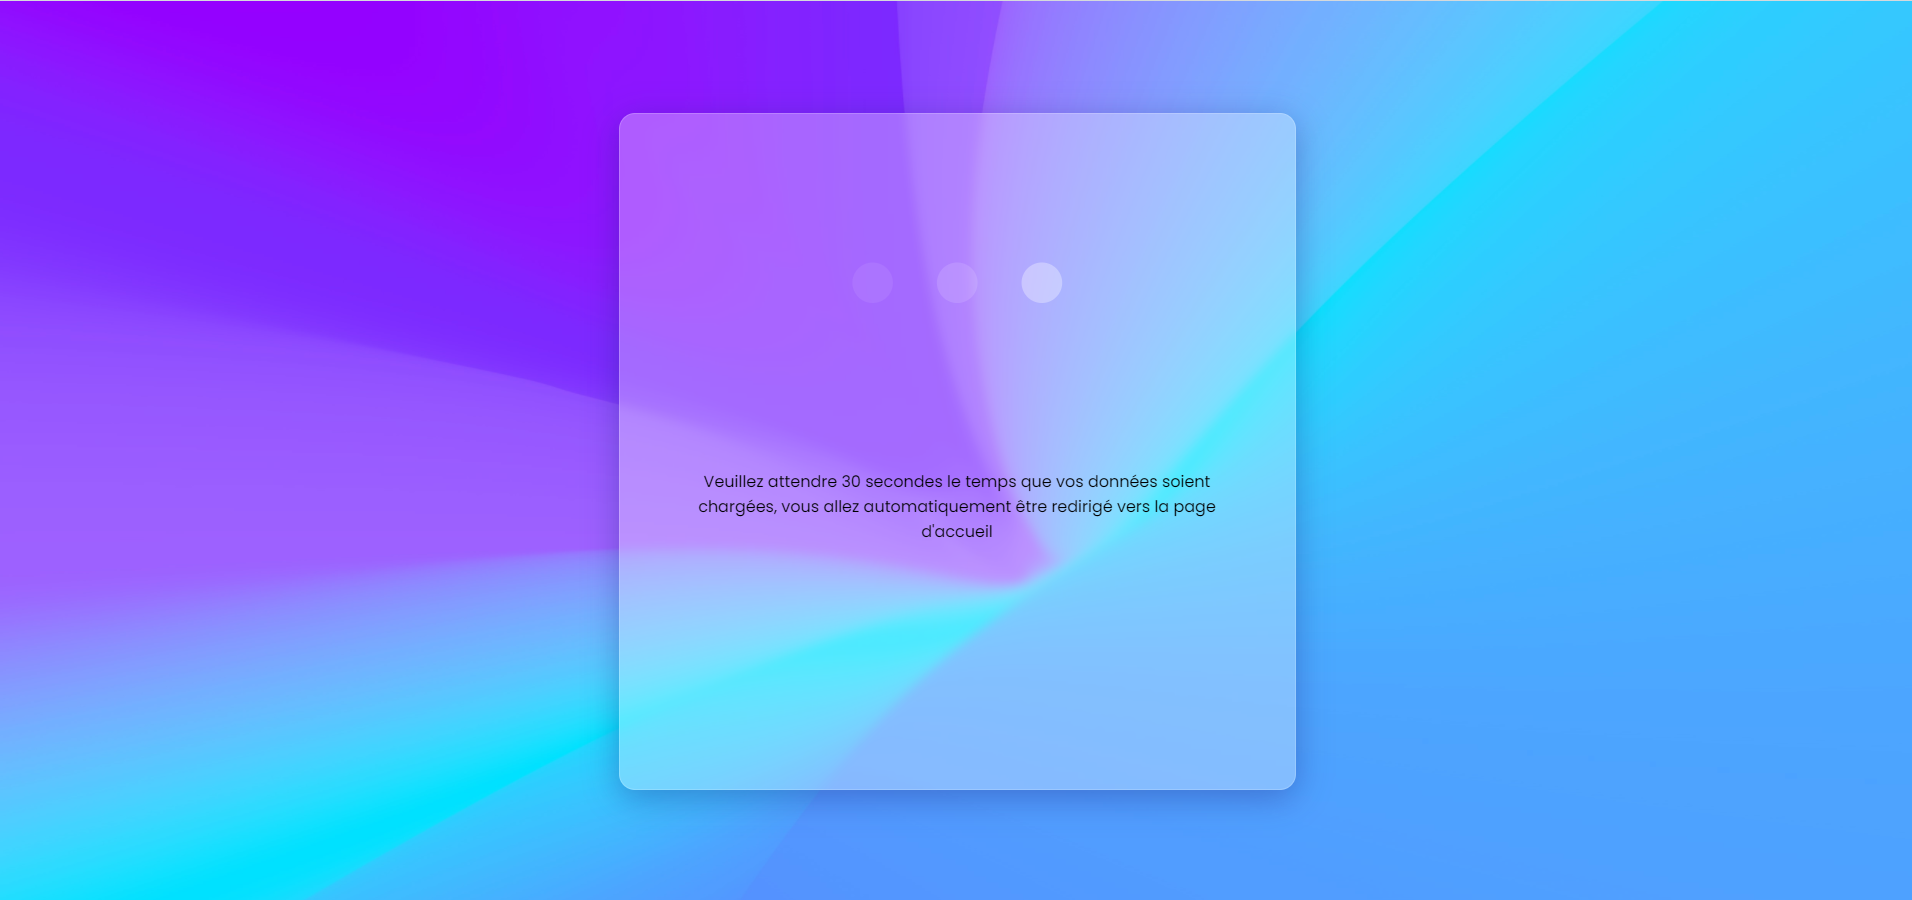 Veuillez attendre 30 secondes le temps que vos données soient
chargées, vous allez automatiquement être redirigé vers la page
d'accueil